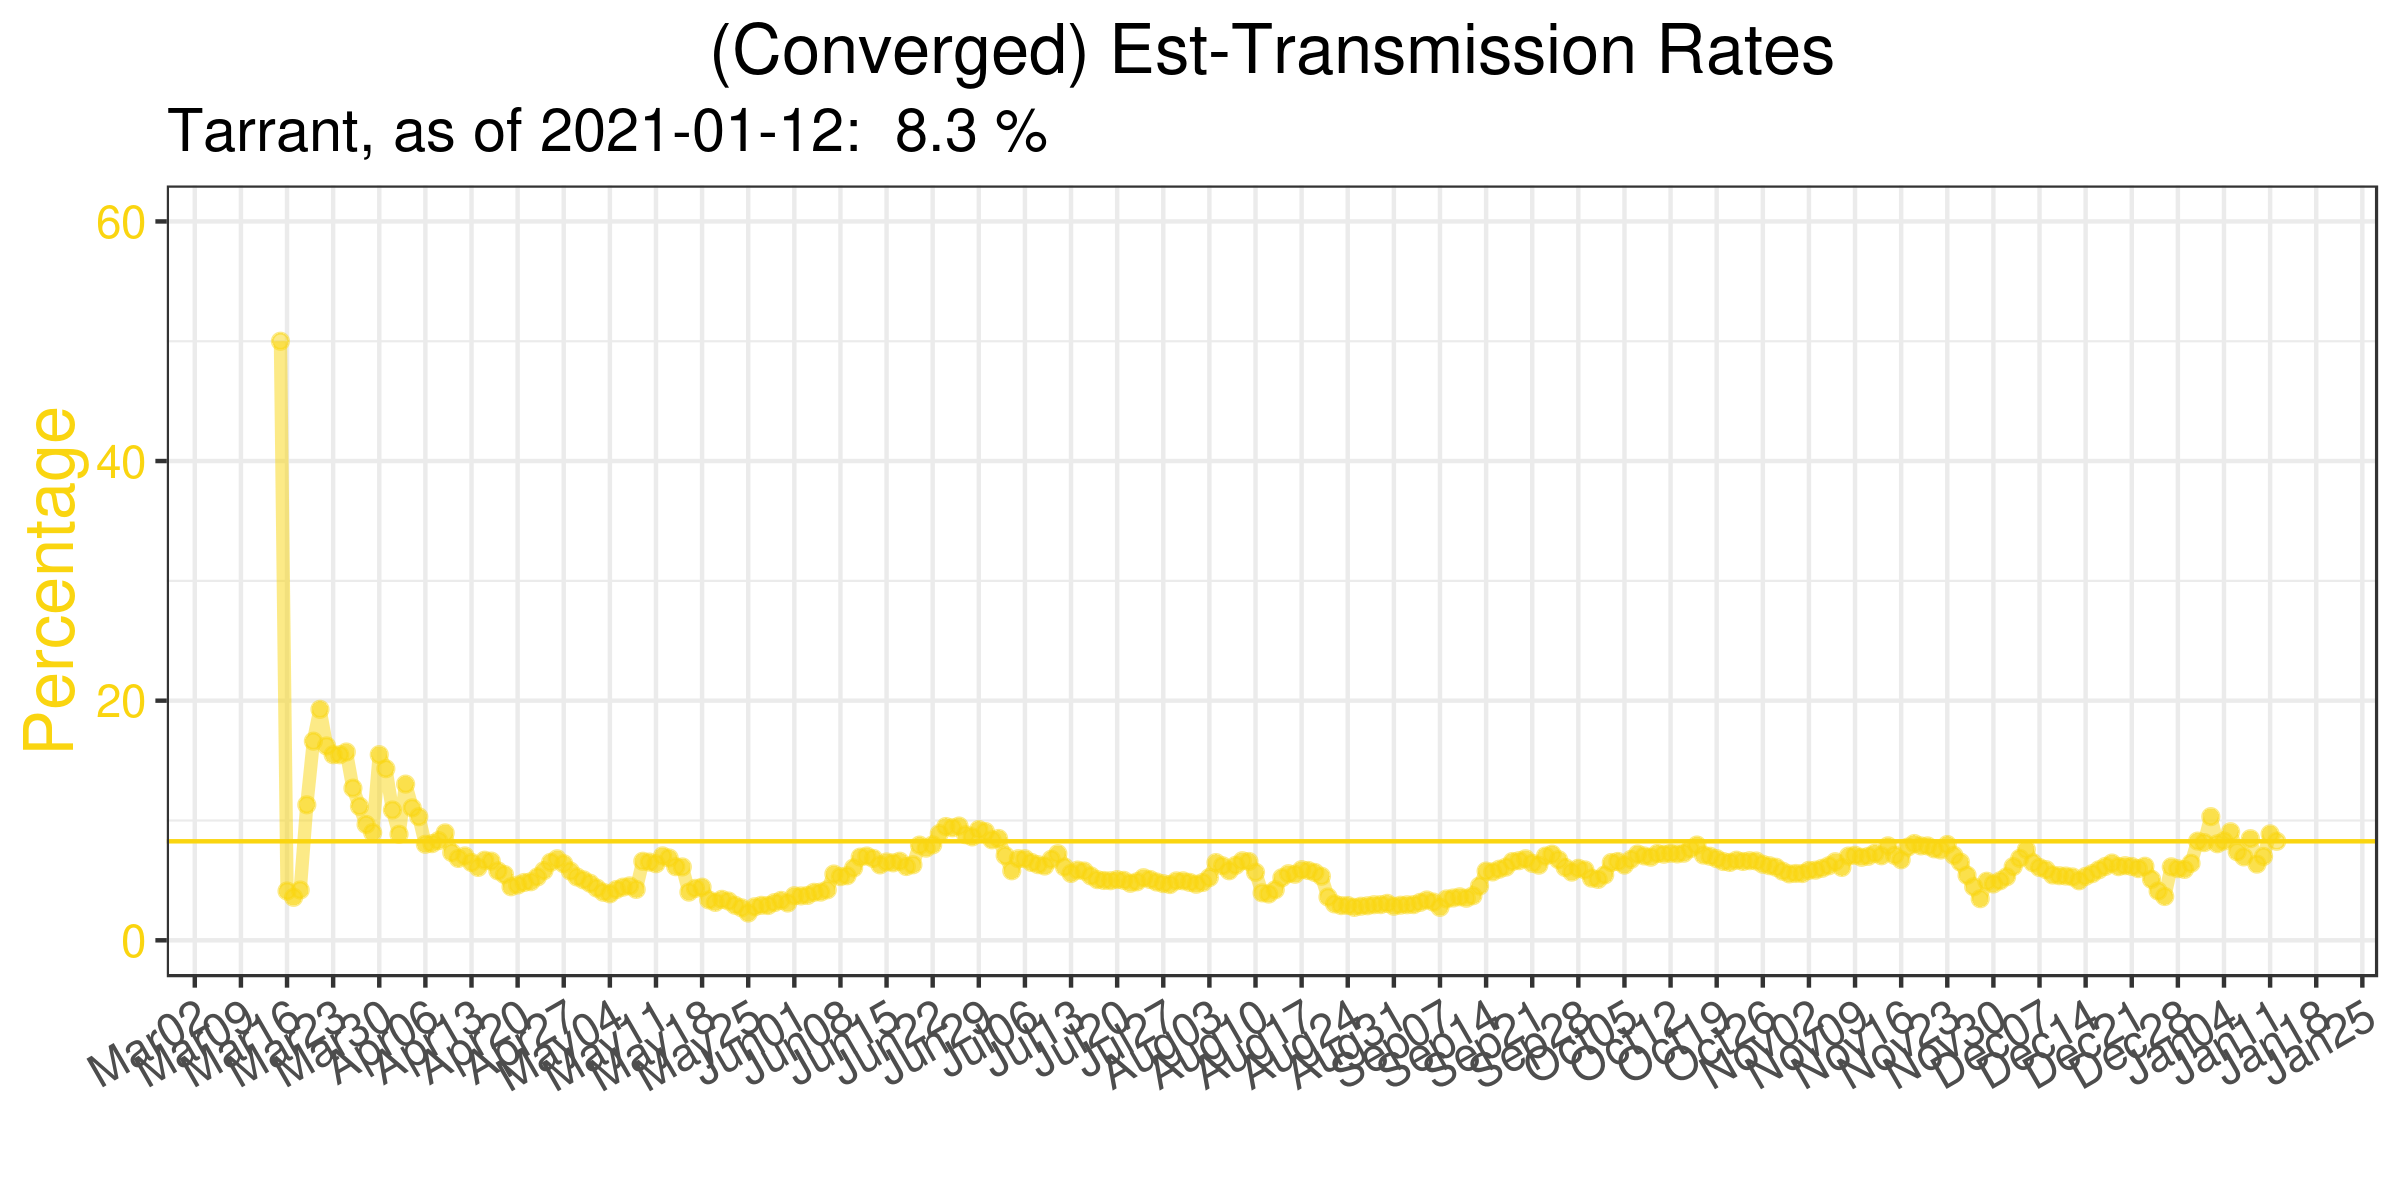 (Converged) Est-Transmission Rates
Tarrant, as of 2021-01-12:  8.3 %
Percentage
60
40
20
0
Mar02
Mar09
Mar16
Mar23
Mar30
Apr06
Apr13
Apr20
Apr27
May04
May11
May18
May25
Jun01
Jun08
Jun15
Jun22
Jun29
Jul06
Jul13
Jul20
Jul27
Aug03
Aug10
Aug17
Aug24
Aug31
Sep07
Sep14
Sep21
Sep28
Oct05
Oct12
Oct19
Oct26
Nov02
Nov09
Nov16
Nov23
Nov30
Dec07
Dec14
Dec21
Dec28
Jan04
Jan11
Jan18
Jan25